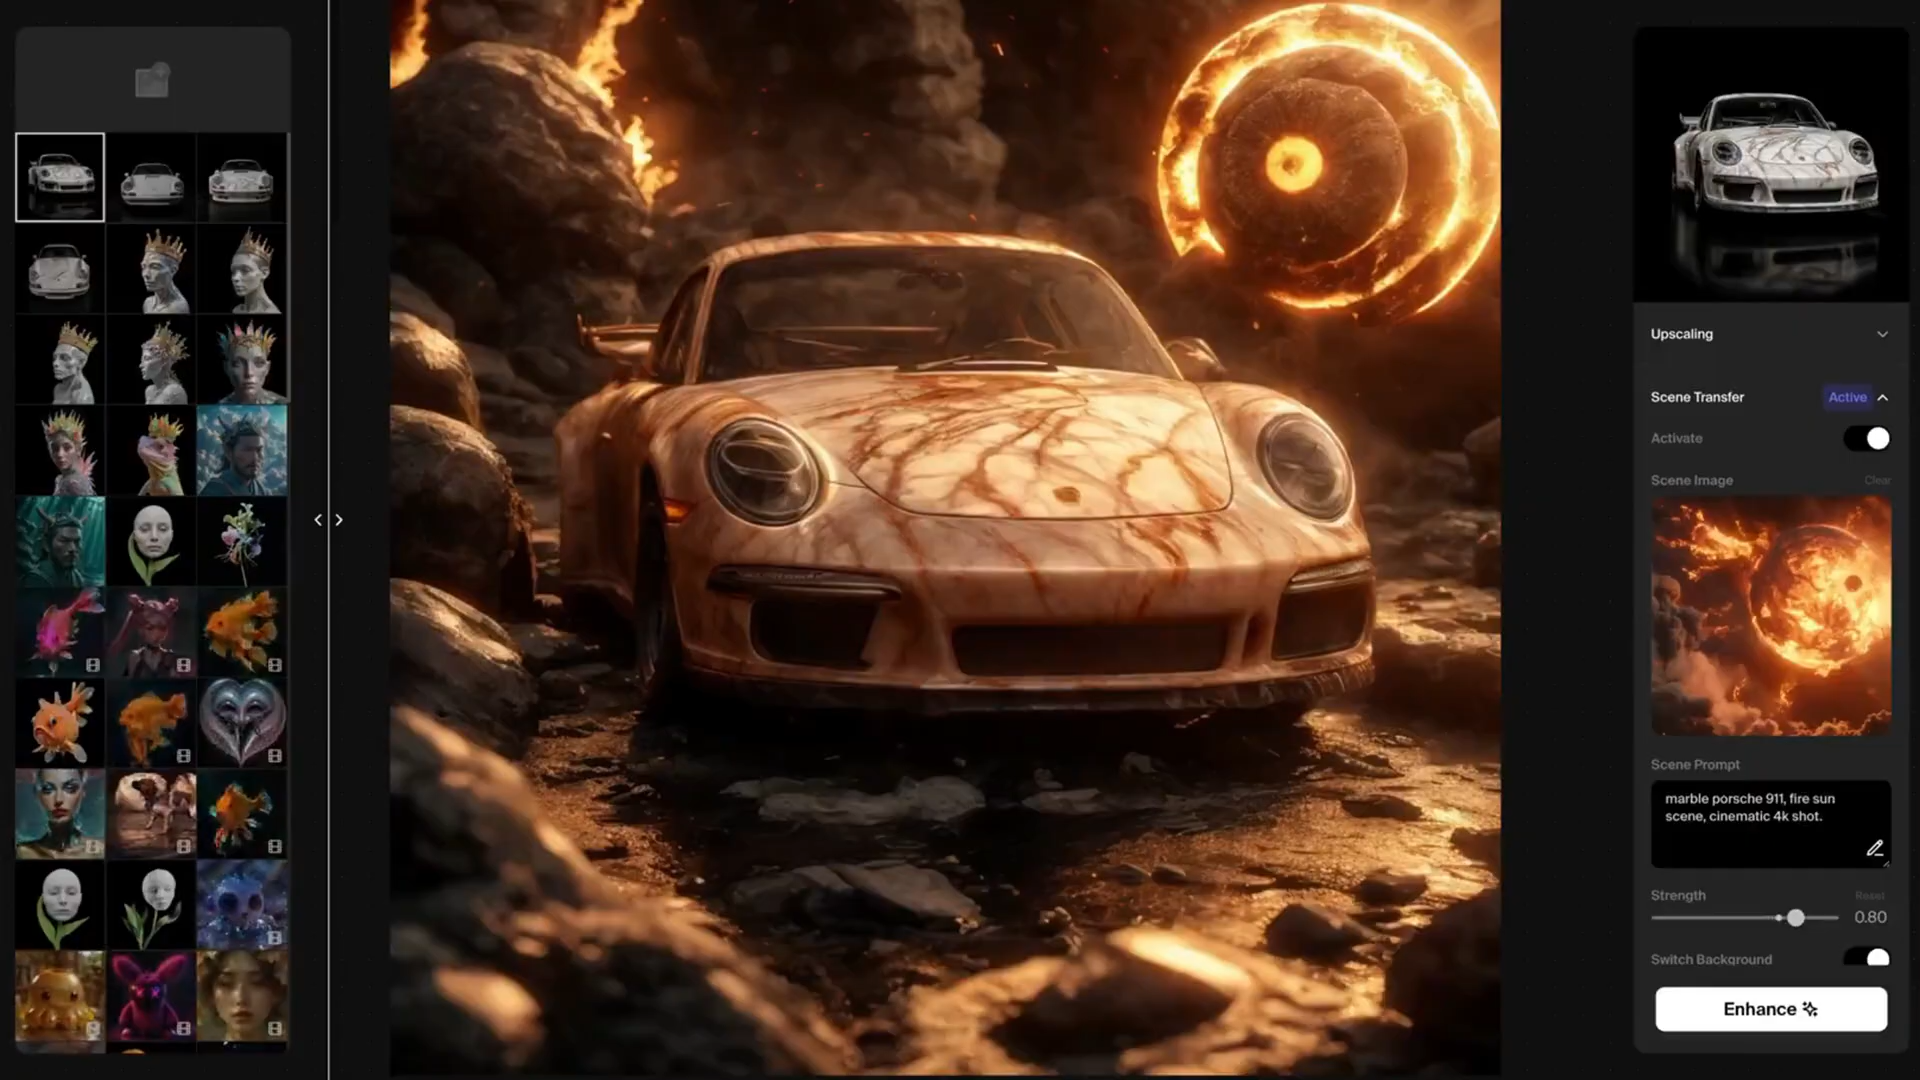 Upscaling
Scene Transfer
Active
Activate
Scene Image
Clear
Scene Prompt
marble porsche 911, fire sun
scene, cinematic 4k shot.
Strength
Reset
0.80
Switch Background
Enhance